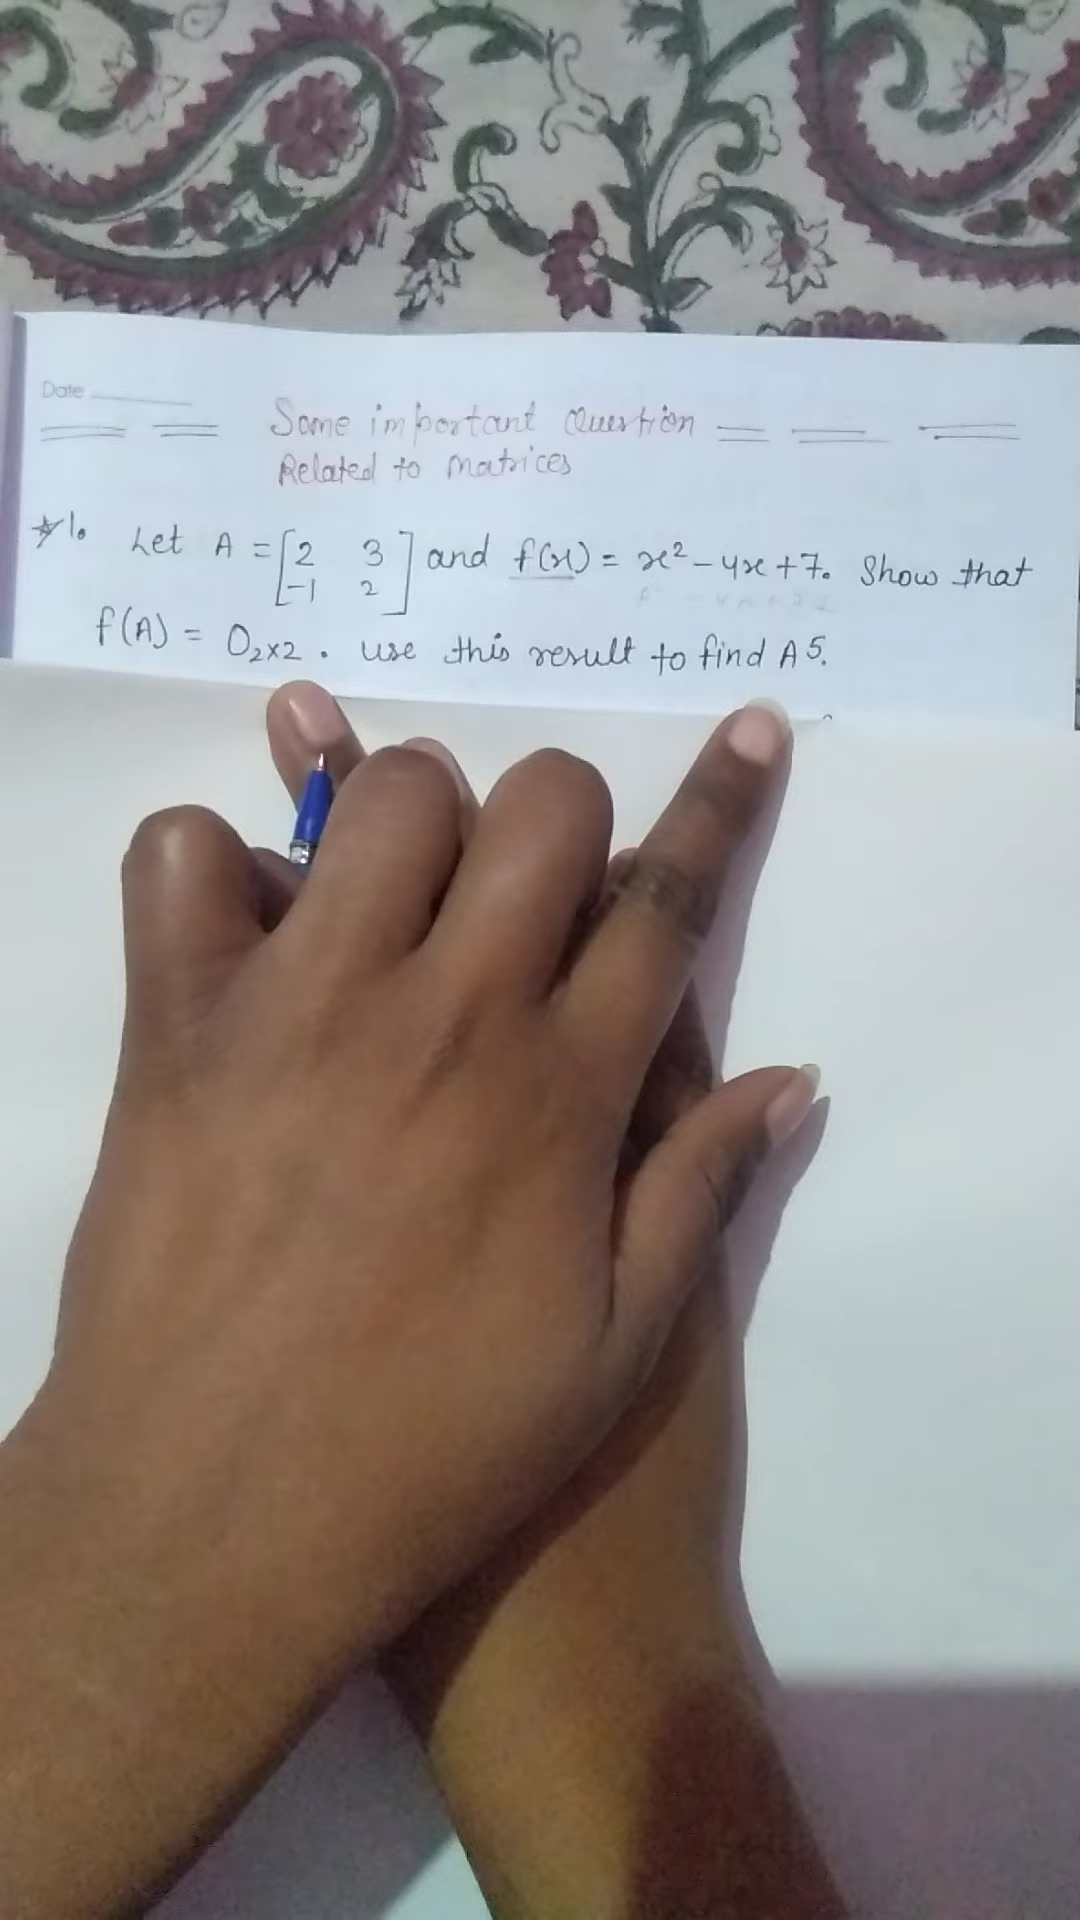 Date
Some important Question
Related to matrices
1. Let A = [2 3 -1 2] and f(x) = x² - 4x + 7. Show that
f(A) = O₂ₓ₂. use this result to find A⁵.